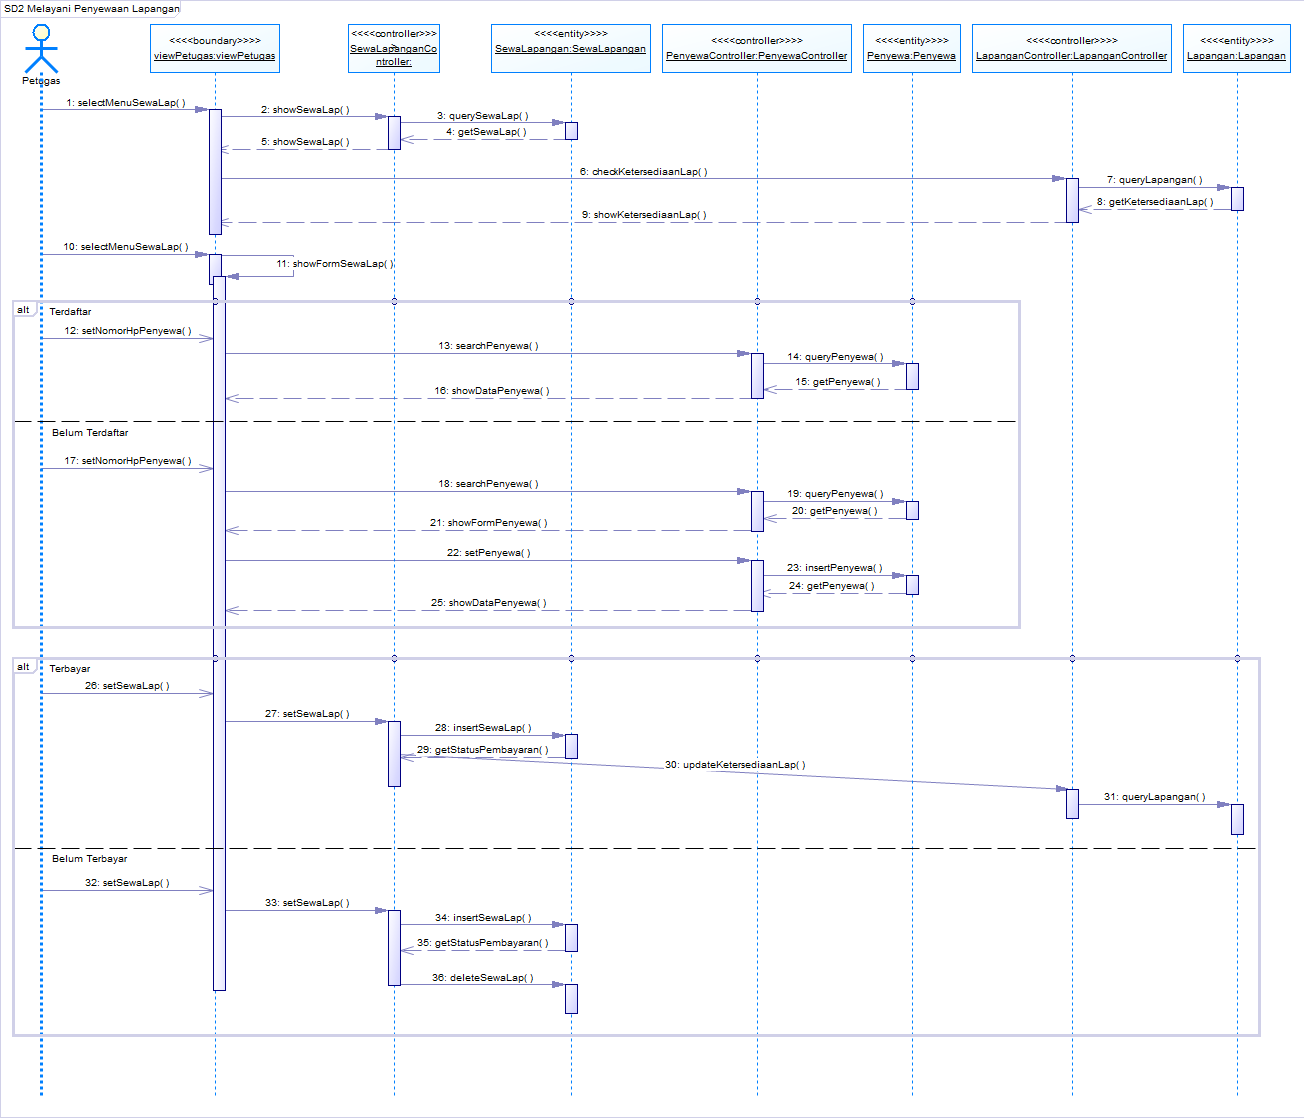 SD2 Melayani Penyewaan Lapangan
Petugas
<<<<boundary>>>>
viewPetugas:viewPetugas
<<<<controller>>>
>
SewaLapanganCo
ntroller:
<<<<entity>>>>
SewaLapangan:SewaLapangan
<<<<controller>>>>
PenyewaController:PenyewaController
<<<<entity>>>>
Penyewa:Penyewa
<<<<controller>>>>
LapanganController:LapanganController
<<<<entity>>>>
Lapangan:Lapangan
1: selectMenuSewaLap( )
2: showSewaLap( )
3: querySewaLap( )
4: getSewaLap( )
5: showSewaLap( )
6: checkKetersediaanLap( )
7: queryLapangan( )
8: getKetersediaanLap( )
9: showKetersediaanLap( )
10: selectMenuSewaLap( )
11: showFormSewaLap( )
alt
Terdaftar
12: setNomorHpPenyewa( )
13: searchPenyewa( )
14: queryPenyewa( )
15: getPenyewa( )
16: showDataPenyewa( )
Belum Terdaftar
17: setNomorHpPenyewa( )
18: searchPenyewa( )
19: queryPenyewa( )
20: getPenyewa( )
21: showFormPenyewa( )
22: setPenyewa( )
23: insertPenyewa( )
24: getPenyewa( )
25: showDataPenyewa( )
alt
Terbayar
26: setSewaLap( )
27: setSewaLap( )
28: insertSewaLap( )
29: getStatusPembayaran( )
30: updateKetersediaanLap( )
31: queryLapangan( )
Belum Terbayar
32: setSewaLap( )
33: setSewaLap( )
34: insertSewaLap( )
35: getStatusPembayaran( )
36: deleteSewaLap( )